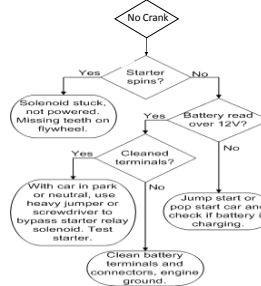 No Crank
Yes
Starter
spins?
No
Solenoid stuck,
not powered.
Missing teeth on
flywheel.
Battery read
over 12V?
Yes
No
Yes
Cleaned
terminals?
No
With car in park
or neutral, use
heavy jumper or
screwdriver to
bypass starter relay
solenoid. Test
starter.
Jump start or
pop start car and
check if battery i
charging.
Clean battery
terminals and
connectors, engine
ground.